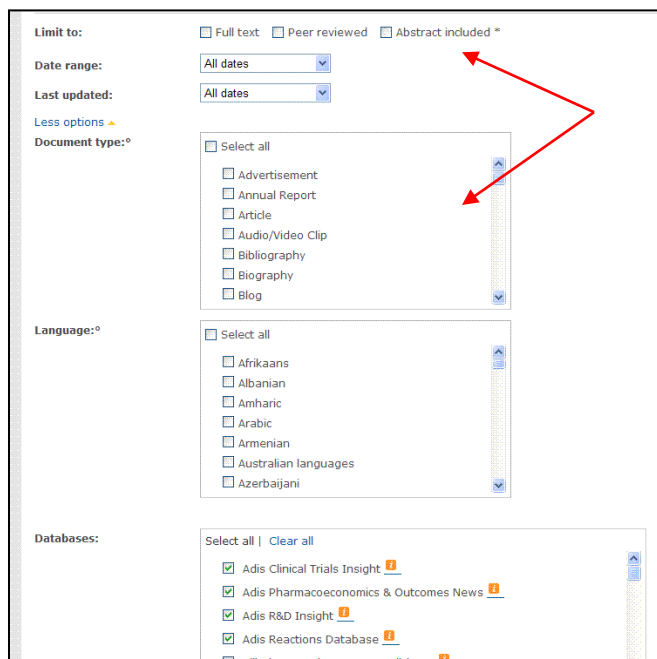 Limit to: Full text Peer reviewed Abstract included *
Date range: All dates
Last updated: All dates
Less options
Document type:°
Select all
Advertisement
Annual Report
Article
Audio/Video Clip
Bibliography
Biography
Blog
Language:°
Select all
Afrikaans
Albanian
Amharic
Arabic
Armenian
Australian languages
Azerbaijani
Databases:
Select all | Clear all
Adis Clinical Trials Insight i
Adis Pharmacoeconomics & Outcomes News i
Adis R&D Insight i
Adis Reactions Database i